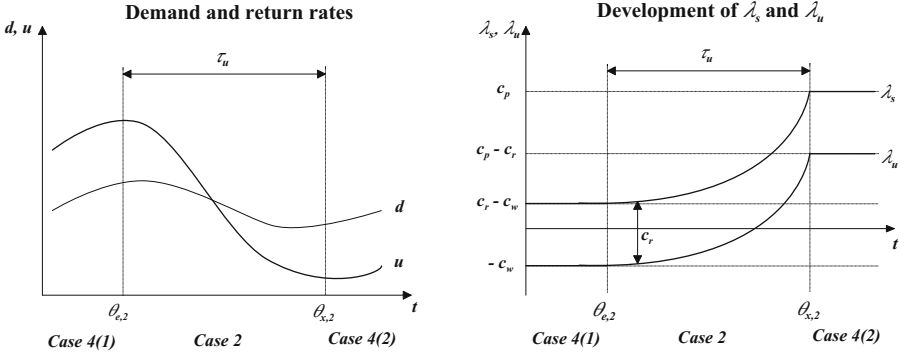 Demand and return rates
d, u
τu
d
u
t
θe,2
θx,2
Case 4(1) Case 2 Case 4(2)
Development of λs and λu
λs, λu
τu
cp
λs
cp - cr
λu
cr - cw
cr
t
- cw
θe,2
θx,2
Case 4(1) Case 2 Case 4(2)